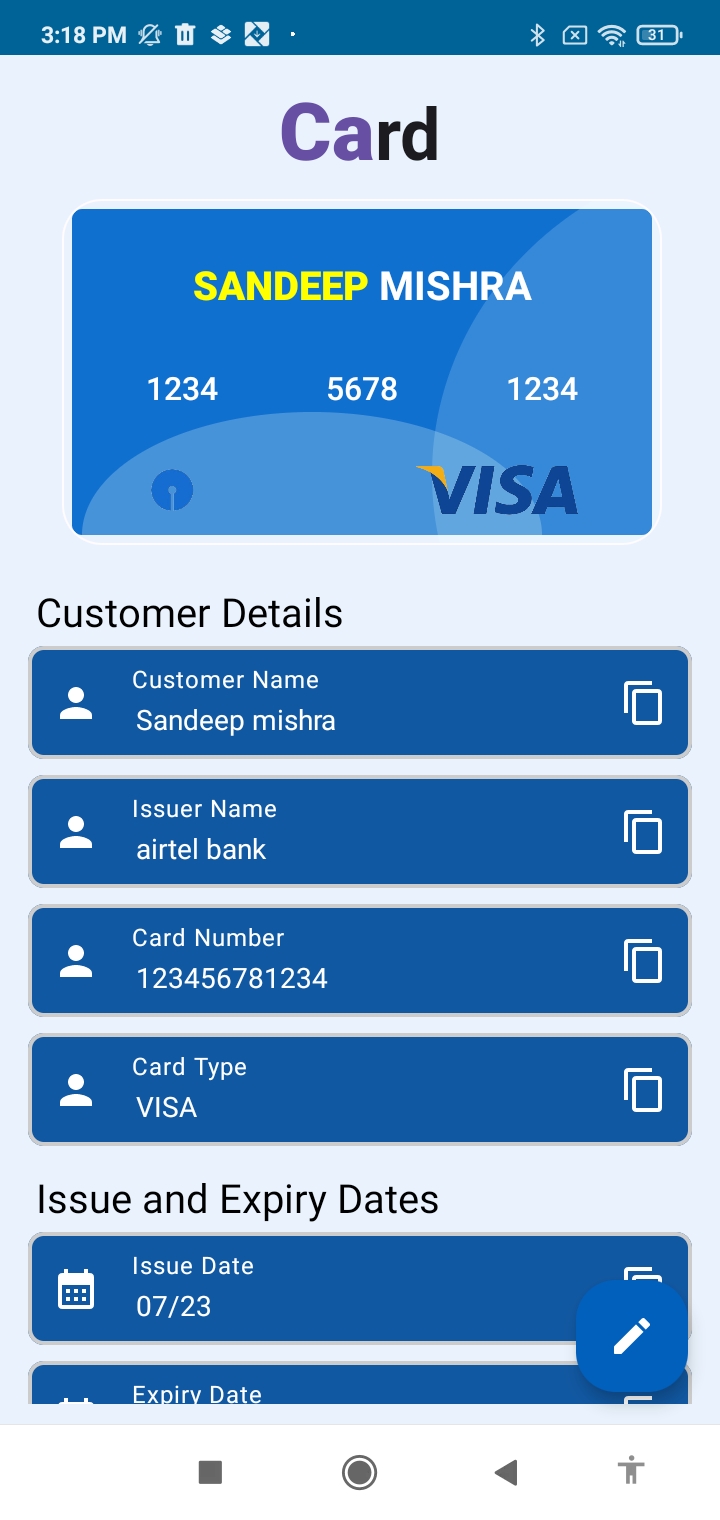 3:18 PM
31
Card
SANDEEP MISHRA
1234 5678 1234
VISA
Customer Details
Customer Name
Sandeep mishra
Issuer Name
airtel bank
Card Number
123456781234
Card Type
VISA
Issue and Expiry Dates
Issue Date
07/23
Expiry Date